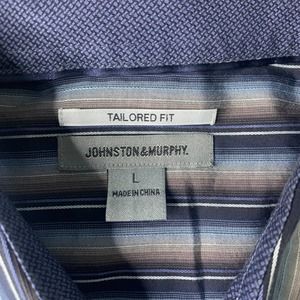 TAILORED FIT
JOHNSTON & MURPHY.
L
MADE IN CHINA